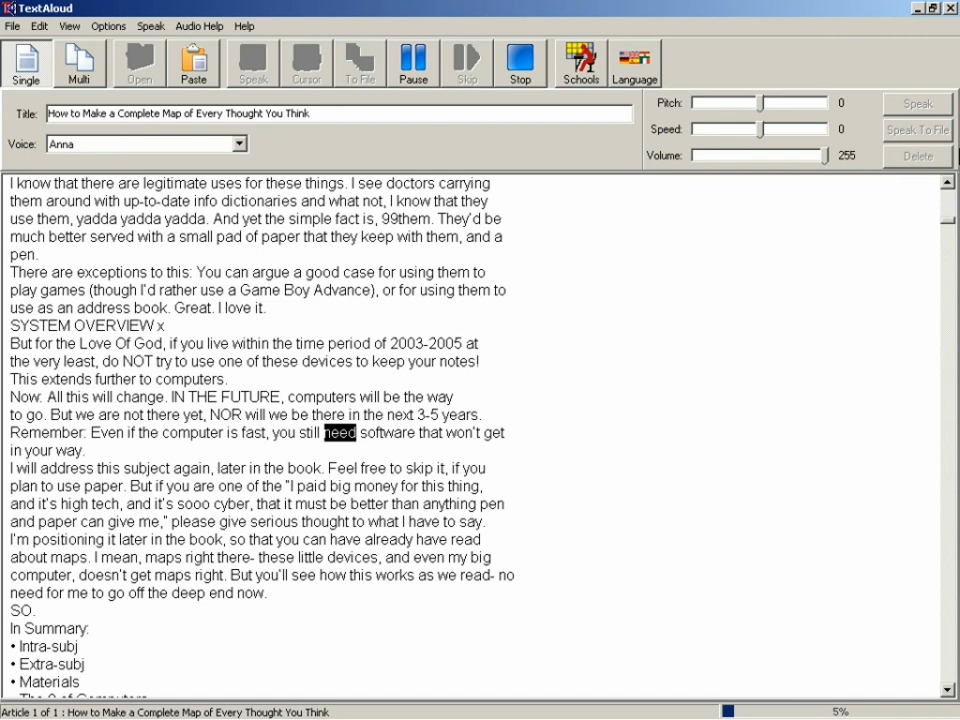 TextAloud
File Edit View Options Speak Audio Help Help
Single Multi Open Paste Speak Cursor To File Pause Skip Stop Schools Language
Title: How to Make a Complete Map of Every Thought You Think
Voice: Anna
Pitch: 0 Speak
Speed: 0 Speak To File
Volume: 255 Delete
I know that there are legitimate uses for these things. I see doctors carrying
them around with up-to-date info dictionaries and what not, I know that they
use them, yadda yadda yadda. And yet the simple fact is, 99them. They'd be
much better served with a small pad of paper that they keep with them, and a
pen.
There are exceptions to this: You can argue a good case for using them to
play games (though I'd rather use a Game Boy Advance), or for using them to
use as an address book. Great. I love it.
SYSTEM OVERVIEW x
But for the Love Of God, if you live within the time period of 2003-2005 at
the very least, do NOT try to use one of these devices to keep your notes!
This extends further to computers.
Now: All this will change. IN THE FUTURE, computers will be the way
to go. But we are not there yet, NOR will we be there in the next 3-5 years.
Remember: Even if the computer is fast, you still need software that won't get
in your way.
I will address this subject again, later in the book. Feel free to skip it, if you
plan to use paper. But if you are one of the "I paid big money for this thing,
and it's high tech, and it's sooo cyber, that it must be better than anything pen
and paper can give me," please give serious thought to what I have to say.
I'm positioning it later in the book, so that you can have already have read
about maps. I mean, maps right there- these little devices, and even my big
computer, doesn't get maps right. But you'll see how this works as we read- no
need for me to go off the deep end now.
SO.
In Summary:
• Intra-subj
• Extra-subj
• Materials
Article 1 of 1 : How to Make a Complete Map of Every Thought You Think 5%